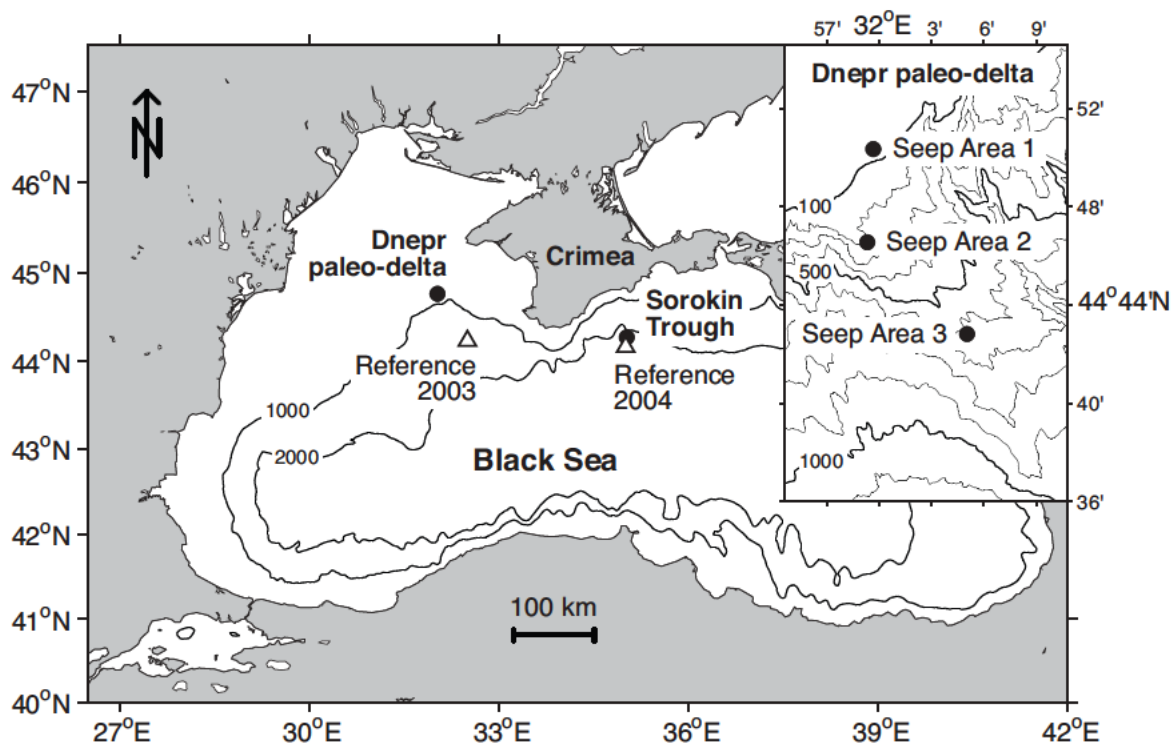 57' 32°E 3' 6' 9'
47°N
Dnepr paleo-delta
52'
N
Seep Area 1
46°N
100
48'
Dnepr
paleo-delta
Crimea
Seep Area 2
45°N
500
44°44'N
Sorokin
Trough
Seep Area 3
44°N
Reference
2003
Reference
2004
40'
1000
43°N
2000
Black Sea
1000
36'
42°N
100 km
41°N
40°N
27°E 30°E 33°E 36°E 39°E 42°E